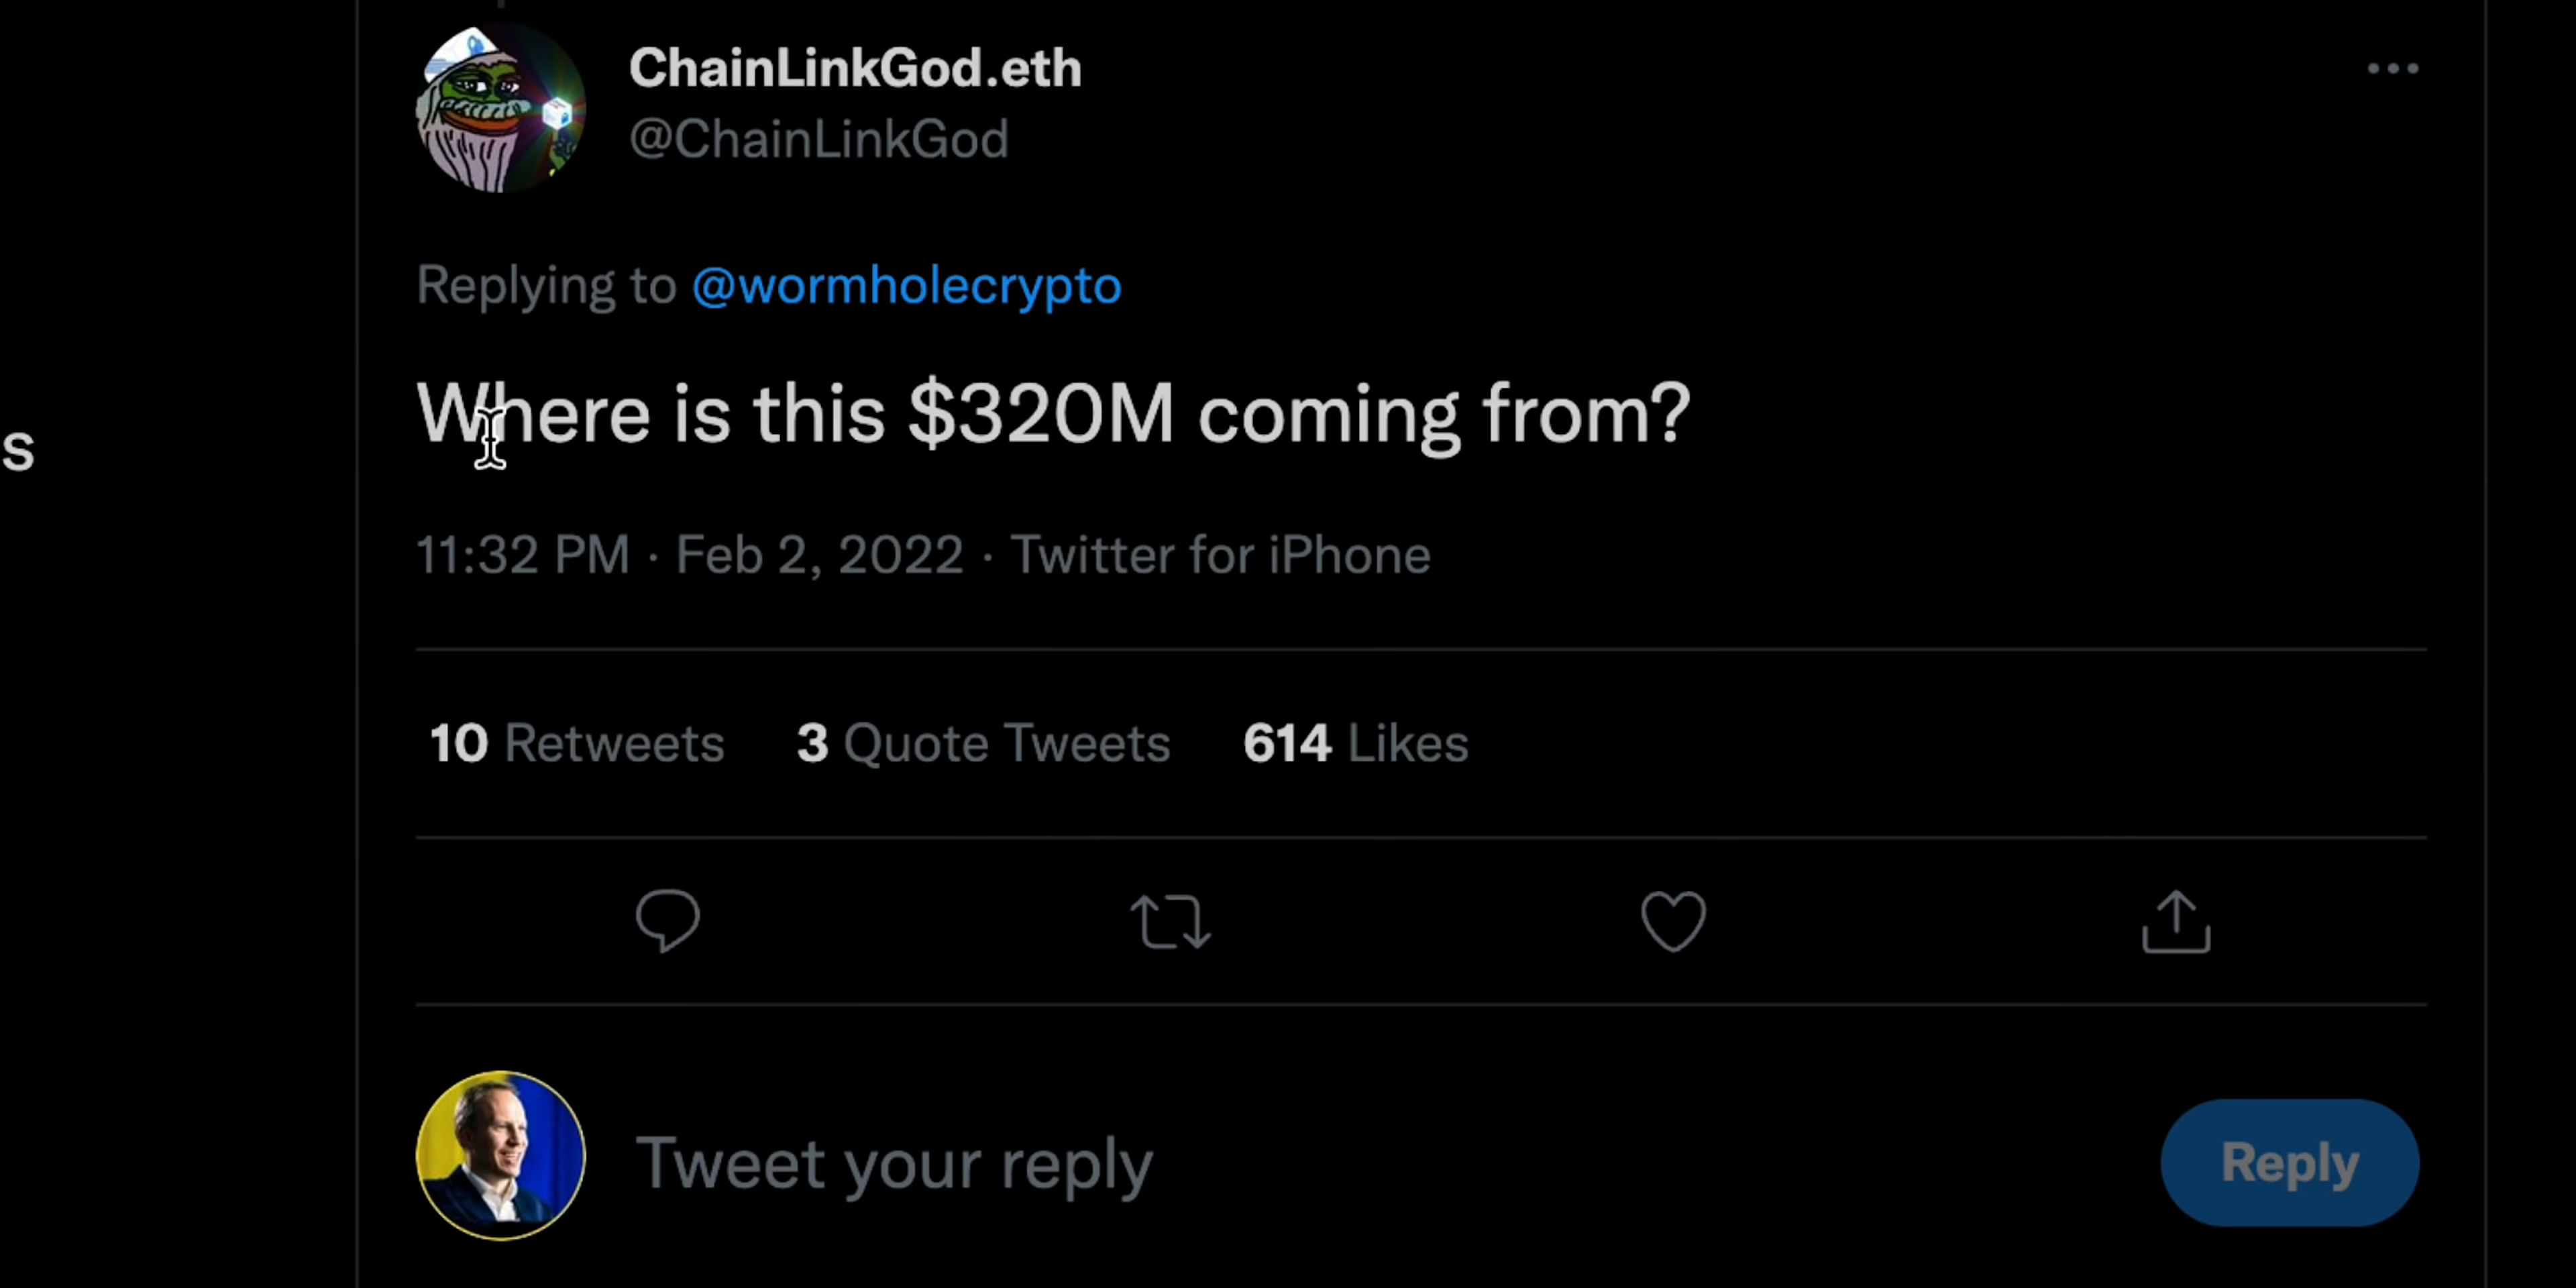 ChainLinkGod.eth
@ChainLinkGod
Replying to @wormholecrypto
Where is this $320M coming from?
s
11:32 PM · Feb 2, 2022 · Twitter for iPhone
10 Retweets 3 Quote Tweets 614 Likes
Tweet your reply
Reply